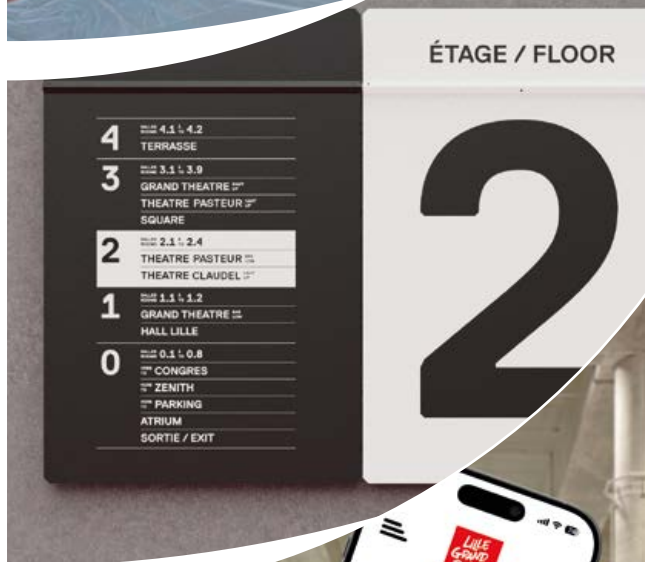 ÉTAGE / FLOOR
2
4
4.1 4.2
TERRASSE
3
3.1 3.9
GRAND THEATRE
THEATRE PASTEUR
SQUARE
2
2.1 2.4
THEATRE PASTEUR
THEATRE CLAUDEL
1
1.1 1.2
GRAND THEATRE
HALL LILLE
0
0.1 0.8
CONGRES
ZENITH
PARKING
ATRIUM
SORTIE / EXIT
LILLE
GRAND